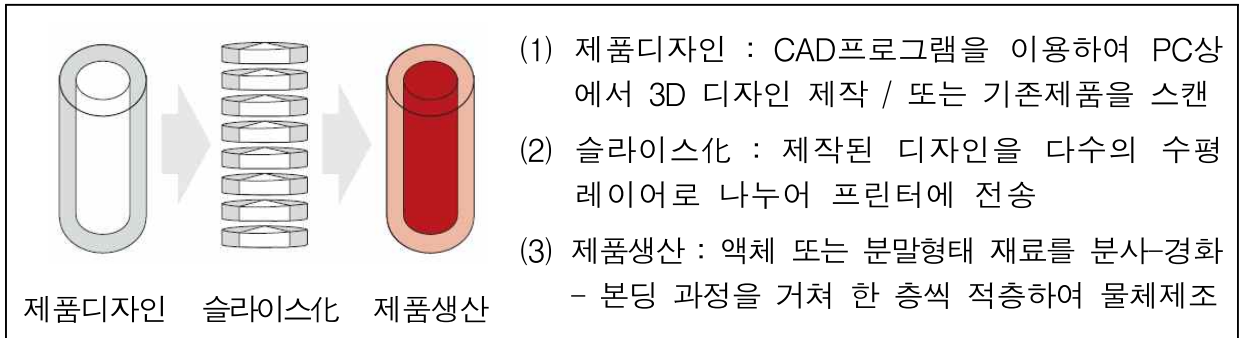 (1) 제품디자인 : CAD프로그램을 이용하여 PC상
에서 3D 디자인 제작 / 또는 기존제품을 스캔
(2) 슬라이스化 : 제작된 디자인을 다수의 수평
레이어로 나누어 프린터에 전송
(3) 제품생산 : 액체 또는 분말형태 재료를 분사-경화
- 본딩 과정을 거쳐 한 층씩 적층하여 물체제조
제품디자인 슬라이스化 제품생산